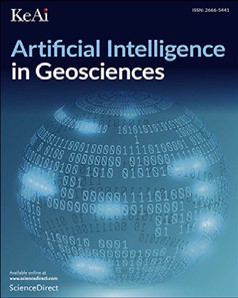 KeAi
ISSN: 2666-5441
Artificial Intelligence
in Geosciences
Available online at
www.sciencedirect.com
ScienceDirect